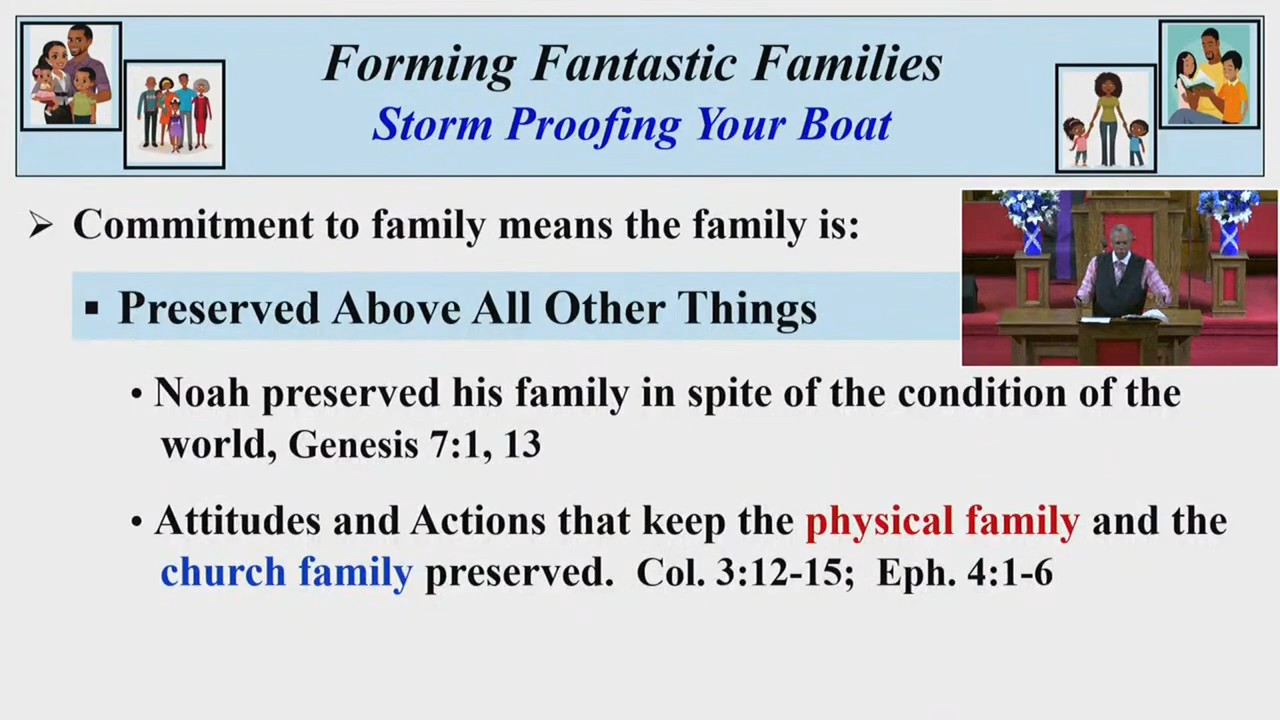 Forming Fantastic Families
Storm Proofing Your Boat
➢ Commitment to family means the family is:
▪ Preserved Above All Other Things
• Noah preserved his family in spite of the condition of the
world, Genesis 7:1, 13
• Attitudes and Actions that keep the physical family and the
church family preserved. Col. 3:12-15; Eph. 4:1-6